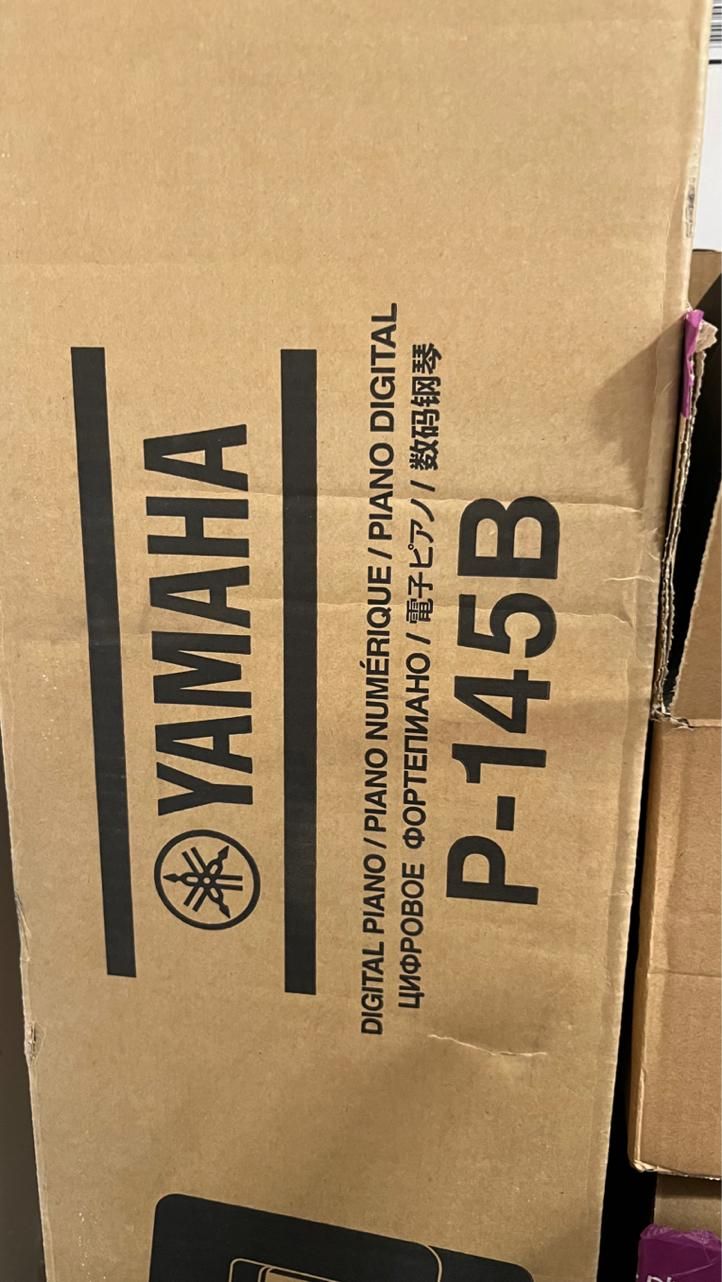 YAMAHA
DIGITAL PIANO / PIANO NUMÉRIQUE / PIANO DIGITAL
ЦИФРОВОЕ ФОРТЕПИАНО / 電子ピアノ / 数码钢琴
P-145B